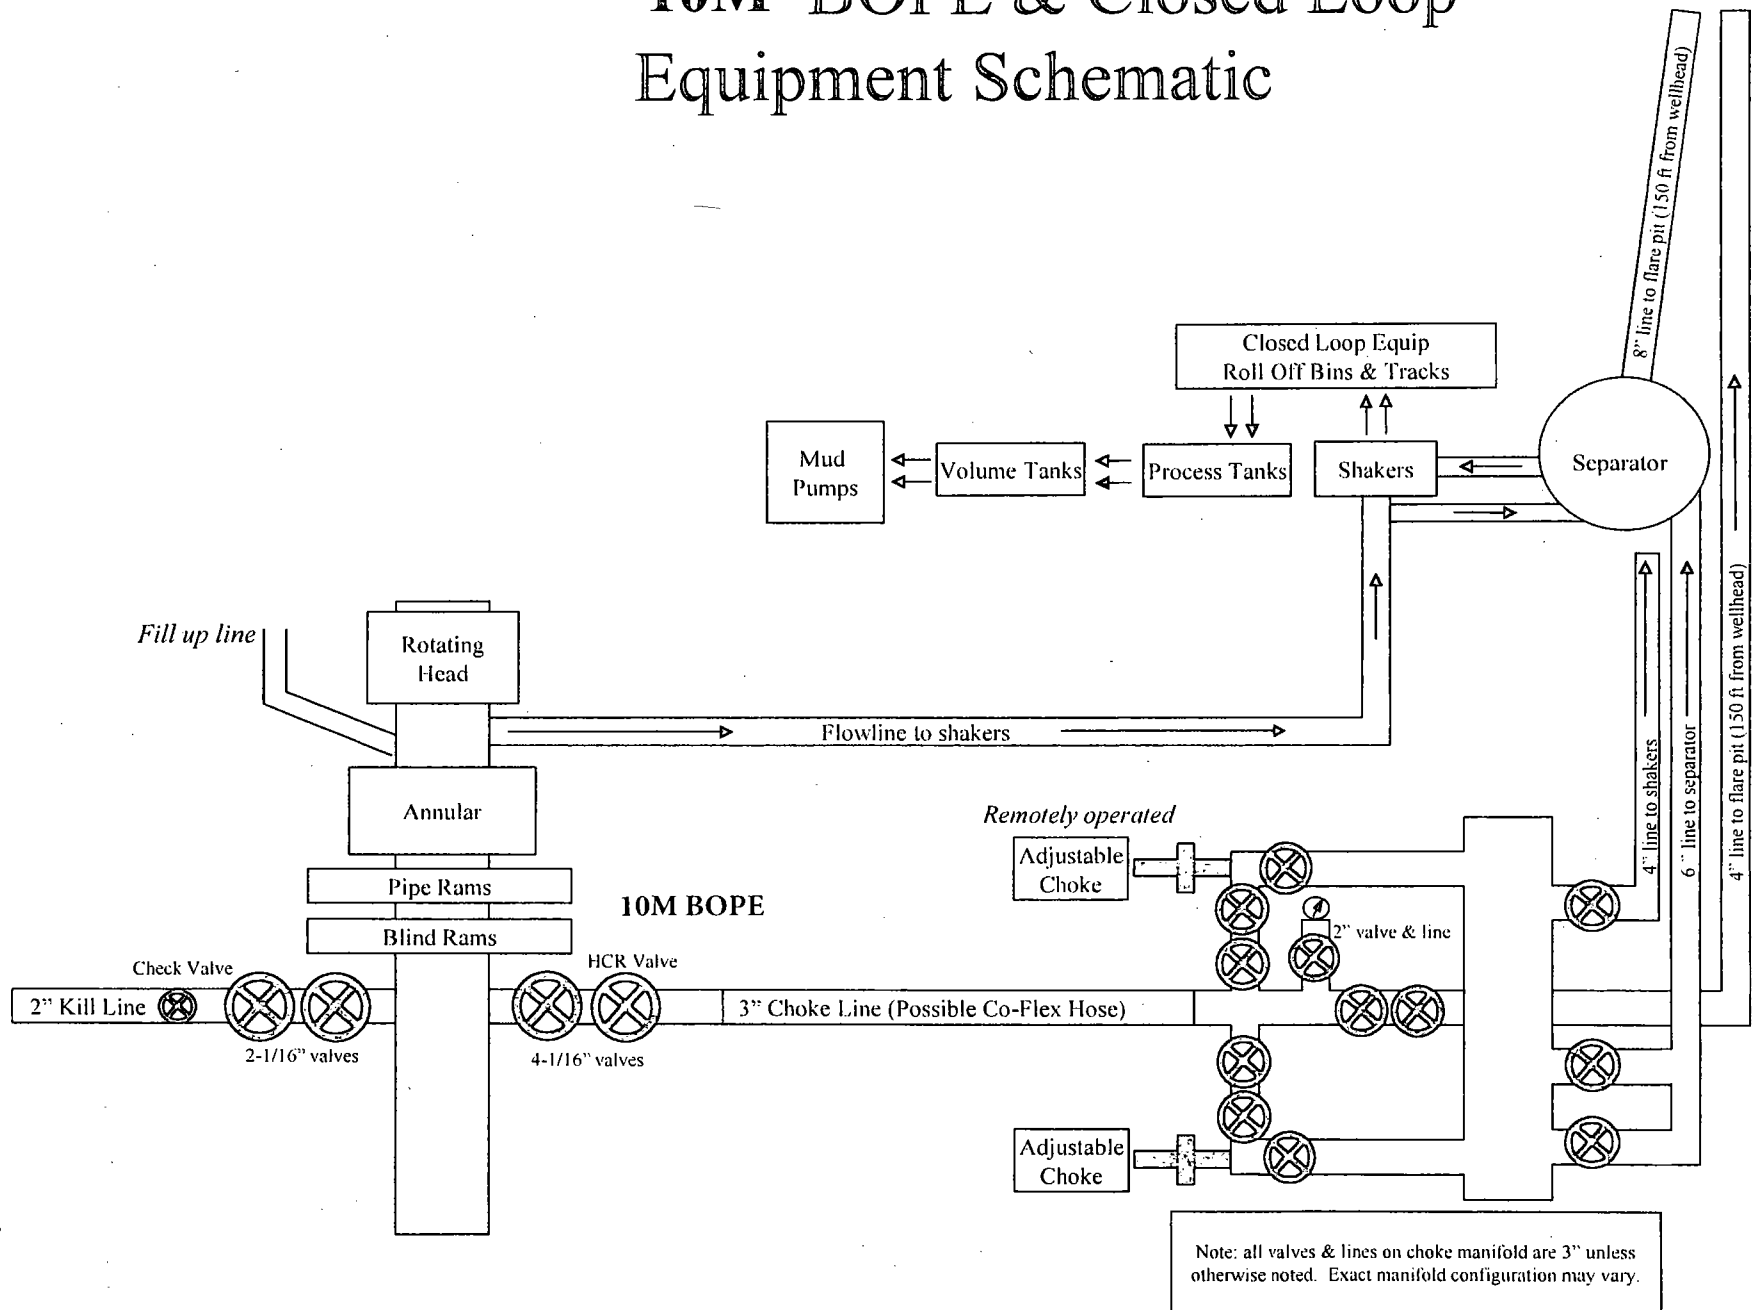 10M BOPE & Closed Loop
Equipment Schematic
8" line to flare pit (150 ft from wellhead)
Closed Loop Equip
Roll Off Bins & Tracks
Mud
Pumps
Volume Tanks
Process Tanks
Shakers
Separator
Fill up line
Rotating
Head
Flowline to shakers
Annular
Pipe Rams
Blind Rams
10M BOPE
Remotely operated
Adjustable
Choke
2" valve & line
4" line to shakers
6" line to separator
4" line to flare pit (150 ft from wellhead)
Check Valve
HCR Valve
2" Kill Line
3" Choke Line (Possible Co-Flex Hose)
2-1/16" valves
4-1/16" valves
Adjustable
Choke
Note: all valves & lines on choke manifold are 3" unless
otherwise noted. Exact manifold configuration may vary.